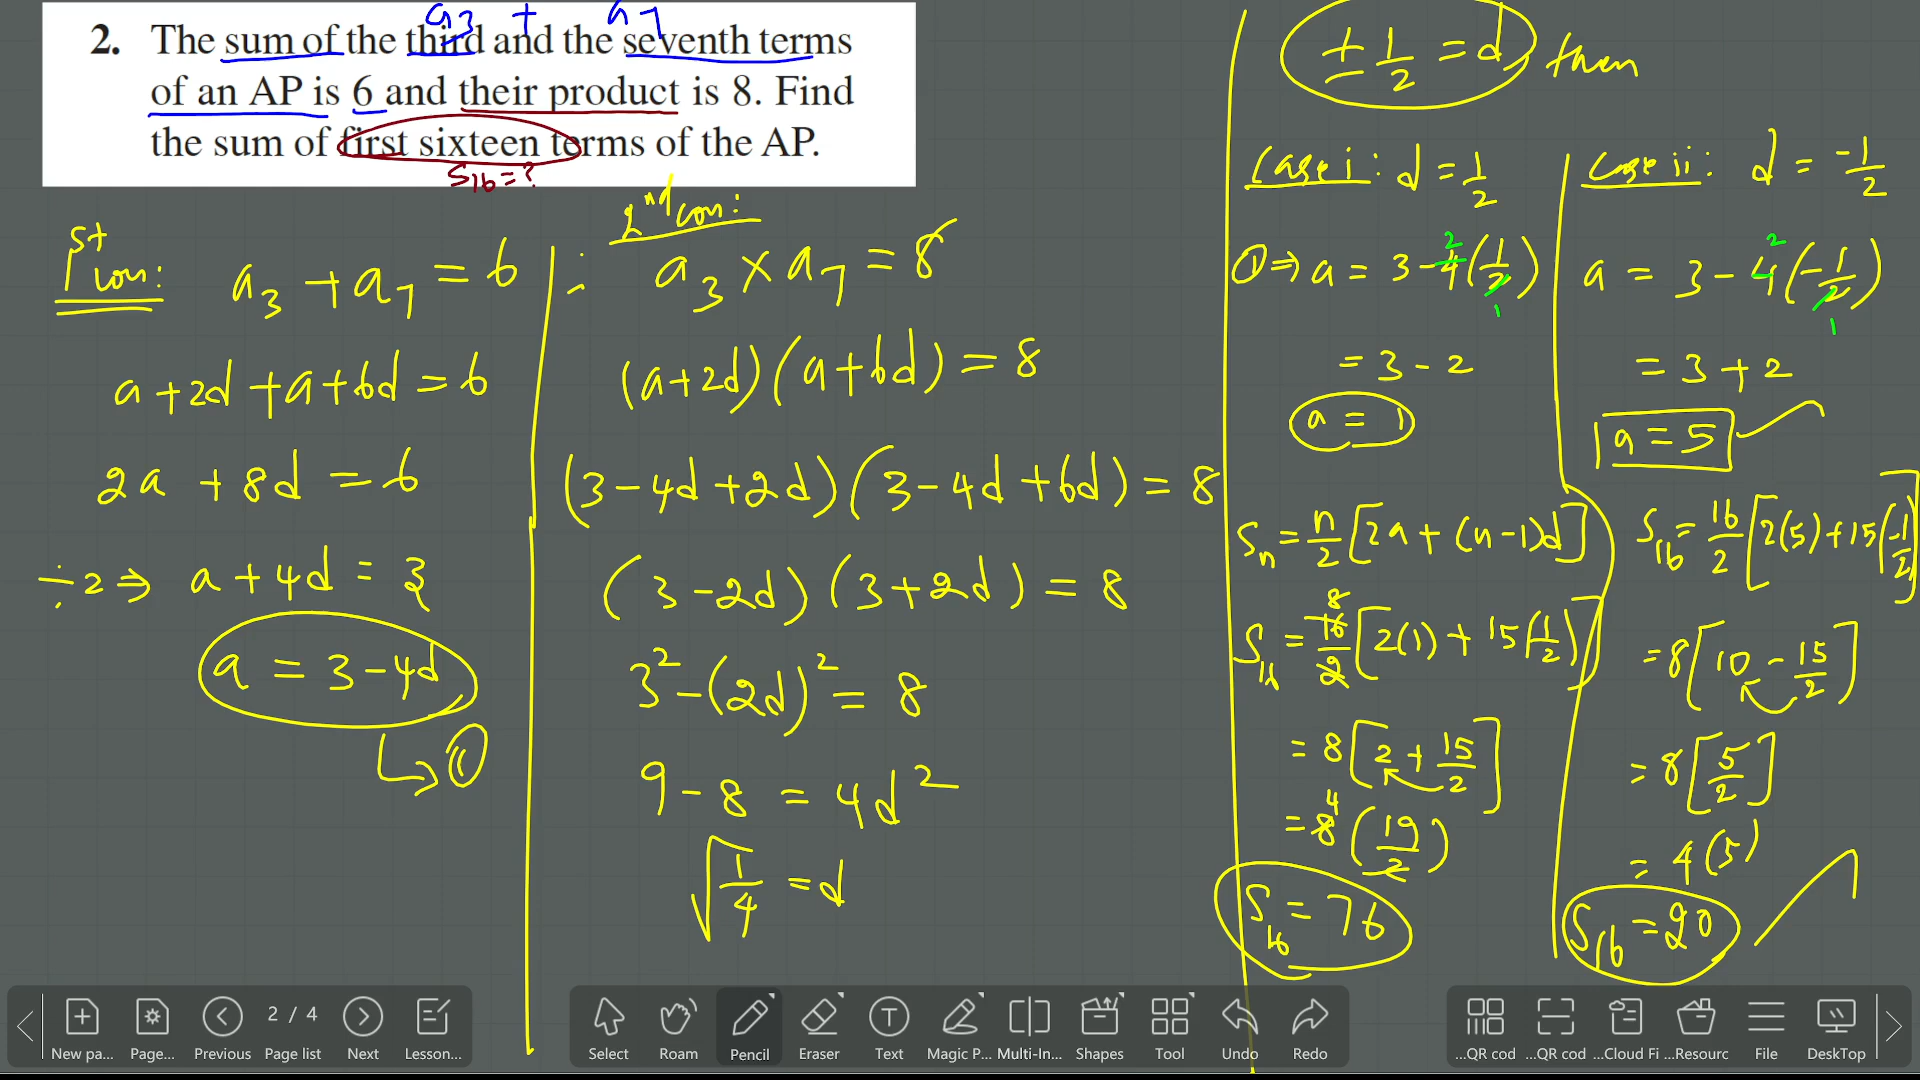 a₃ + a₇
2. The sum of the third and the seventh terms
of an AP is 6 and their product is 8. Find
the sum of first sixteen terms of the AP.
S₁₆ = ?
1st con:
a₃ + a₇ = 6
a + 2d + a + 6d = 6
2a + 8d = 6
÷2 ⇒ a + 4d = 3
a = 3 - 4d
↳ ①
2nd con:
a₃ × a₇ = 8
(a+2d)(a+6d) = 8
(3 - 4d + 2d)(3 - 4d + 6d) = 8
(3 - 2d)(3 + 2d) = 8
3² - (2d)² = 8
9 - 8 = 4d²
√(1/4) = d
± 1/2 = d, then
Case i: d = 1/2
① ⇒ a = 3 - 4(1/2)
2
1
= 3 - 2
a = 1
Sₙ = n/2 [2a + (n-1)d]
8
S₁₆ = 16/2 [2(1) + 15(1/2)]
= 8 [2 + 15/2]
4
= 8 (19/2)
S₁₆ = 76
Case ii: d = -1/2
a = 3 - 4(-1/2)
2
1
= 3 + 2
a = 5
S₁₆ = 16/2 [2(5) + 15(-1/2)]
= 8 [10 - 15/2]
= 8 [5/2]
= 4(5)
S₁₆ = 20
New pa... Page... Previous 2 / 4 Page list Next Lesson...
Select Roam Pencil Eraser Text Magic P... Multi-In... Shapes Tool Undo Redo
...QR cod ...QR cod ...Cloud Fi ...Resourc File DeskTop